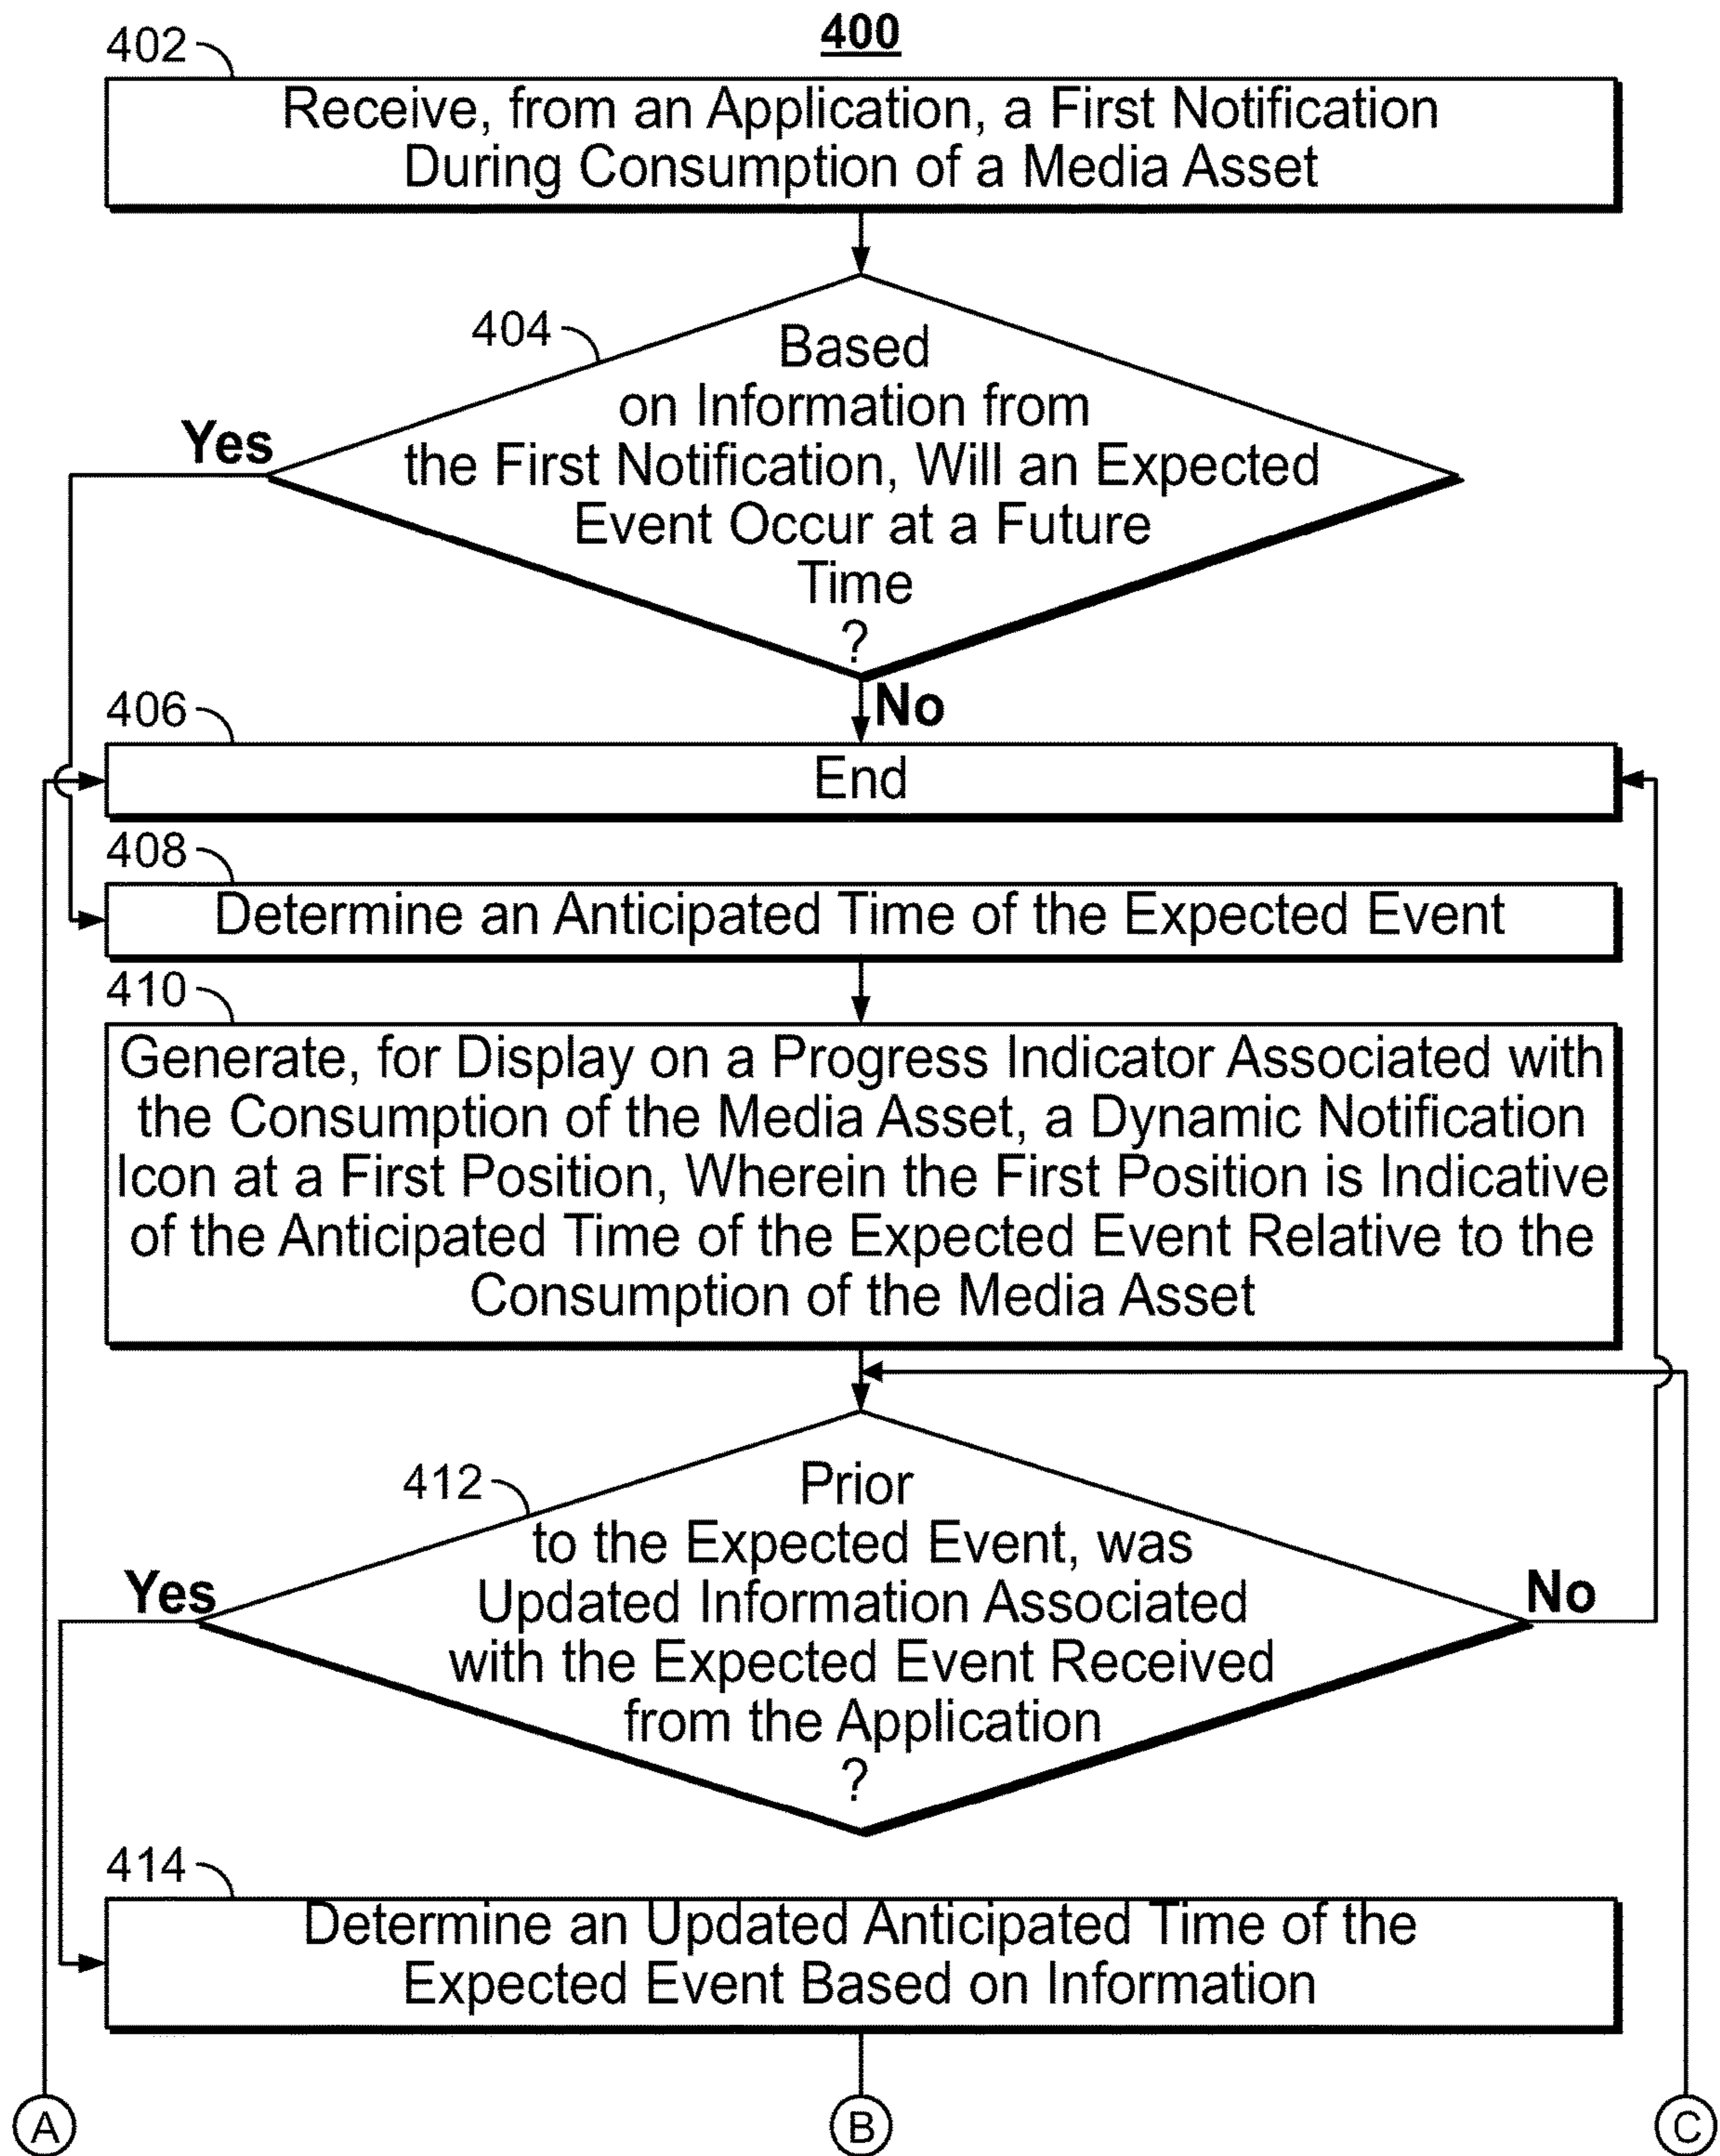 400
402
Receive, from an Application, a First Notification
During Consumption of a Media Asset
404
Based
on Information from
the First Notification, Will an Expected
Event Occur at a Future
Time
?
Yes
No
406
End
408
Determine an Anticipated Time of the Expected Event
410
Generate, for Display on a Progress Indicator Associated with
the Consumption of the Media Asset, a Dynamic Notification
Icon at a First Position, Wherein the First Position is Indicative
of the Anticipated Time of the Expected Event Relative to the
Consumption of the Media Asset
412
Prior
to the Expected Event, was
Updated Information Associated
with the Expected Event Received
from the Application
?
Yes
No
414
Determine an Updated Anticipated Time of the
Expected Event Based on Information
A
B
C